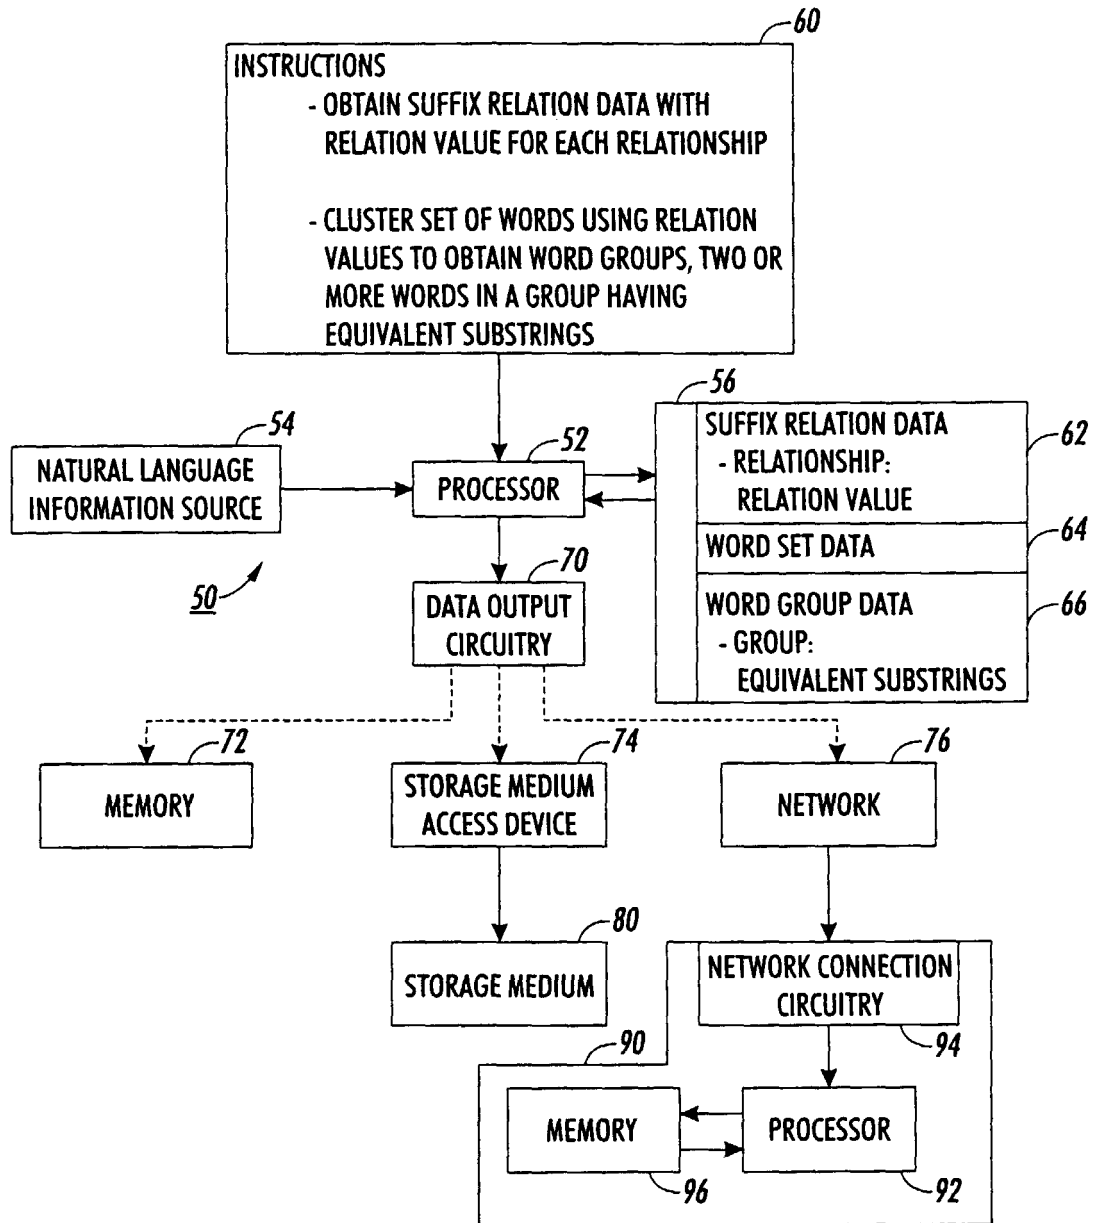 60
INSTRUCTIONS
- OBTAIN SUFFIX RELATION DATA WITH
RELATION VALUE FOR EACH RELATIONSHIP
- CLUSTER SET OF WORDS USING RELATION
VALUES TO OBTAIN WORD GROUPS, TWO OR
MORE WORDS IN A GROUP HAVING
EQUIVALENT SUBSTRINGS
54
NATURAL LANGUAGE
INFORMATION SOURCE
52
PROCESSOR
56
SUFFIX RELATION DATA
- RELATIONSHIP:
RELATION VALUE
62
WORD SET DATA
64
WORD GROUP DATA
- GROUP:
EQUIVALENT SUBSTRINGS
66
50
70
DATA OUTPUT
CIRCUITRY
72
MEMORY
74
STORAGE MEDIUM
ACCESS DEVICE
76
NETWORK
80
STORAGE MEDIUM
NETWORK CONNECTION
CIRCUITRY
94
90
MEMORY
96
PROCESSOR
92